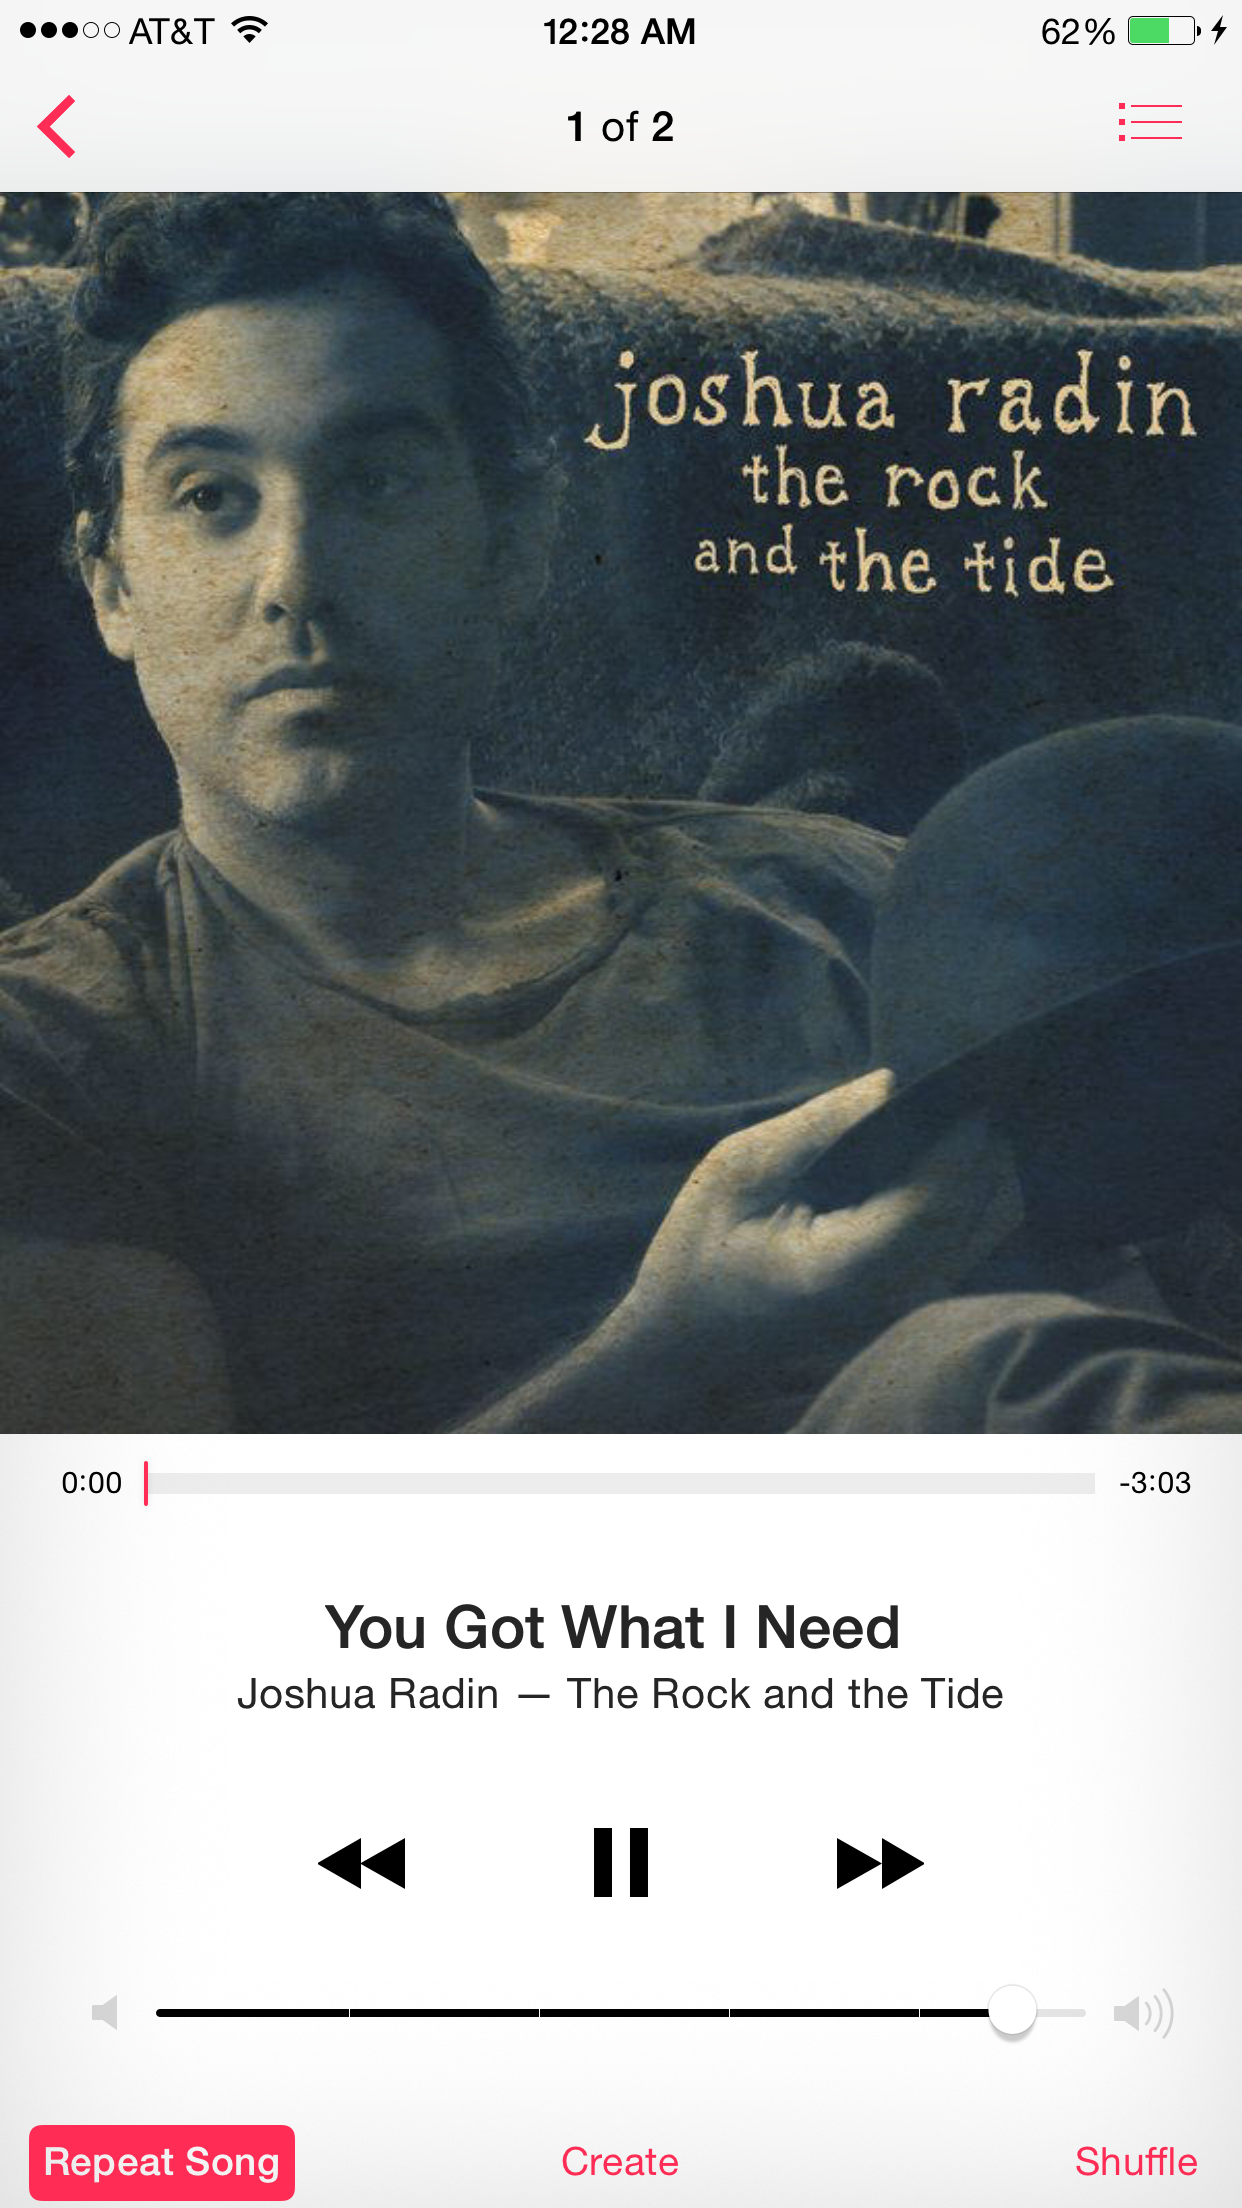 AT&T 12:28 AM 62%
1 of 2
joshua radin
the rock
and the tide
0:00 -3:03
You Got What I Need
Joshua Radin — The Rock and the Tide
Repeat Song Create Shuffle